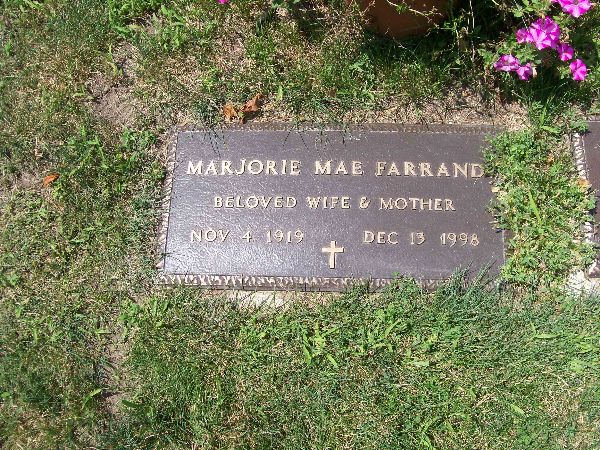 MARJORIE MAE FARRAND
BELOVED WIFE & MOTHER
NOV 4 1919 DEC 13 1998